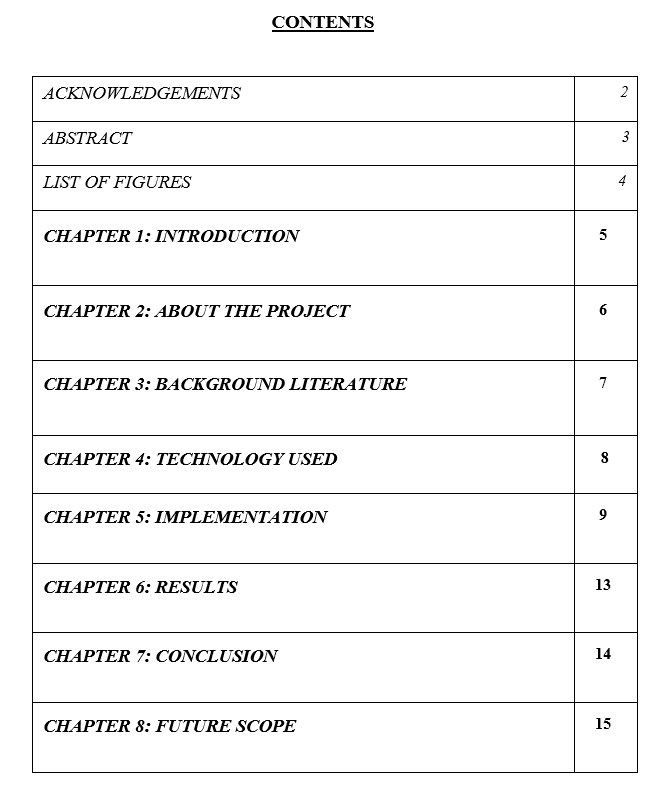 CONTENTS
ACKNOWLEDGEMENTS 2
ABSTRACT 3
LIST OF FIGURES 4
CHAPTER 1: INTRODUCTION 5
CHAPTER 2: ABOUT THE PROJECT 6
CHAPTER 3: BACKGROUND LITERATURE 7
CHAPTER 4: TECHNOLOGY USED 8
CHAPTER 5: IMPLEMENTATION 9
CHAPTER 6: RESULTS 13
CHAPTER 7: CONCLUSION 14
CHAPTER 8: FUTURE SCOPE 15